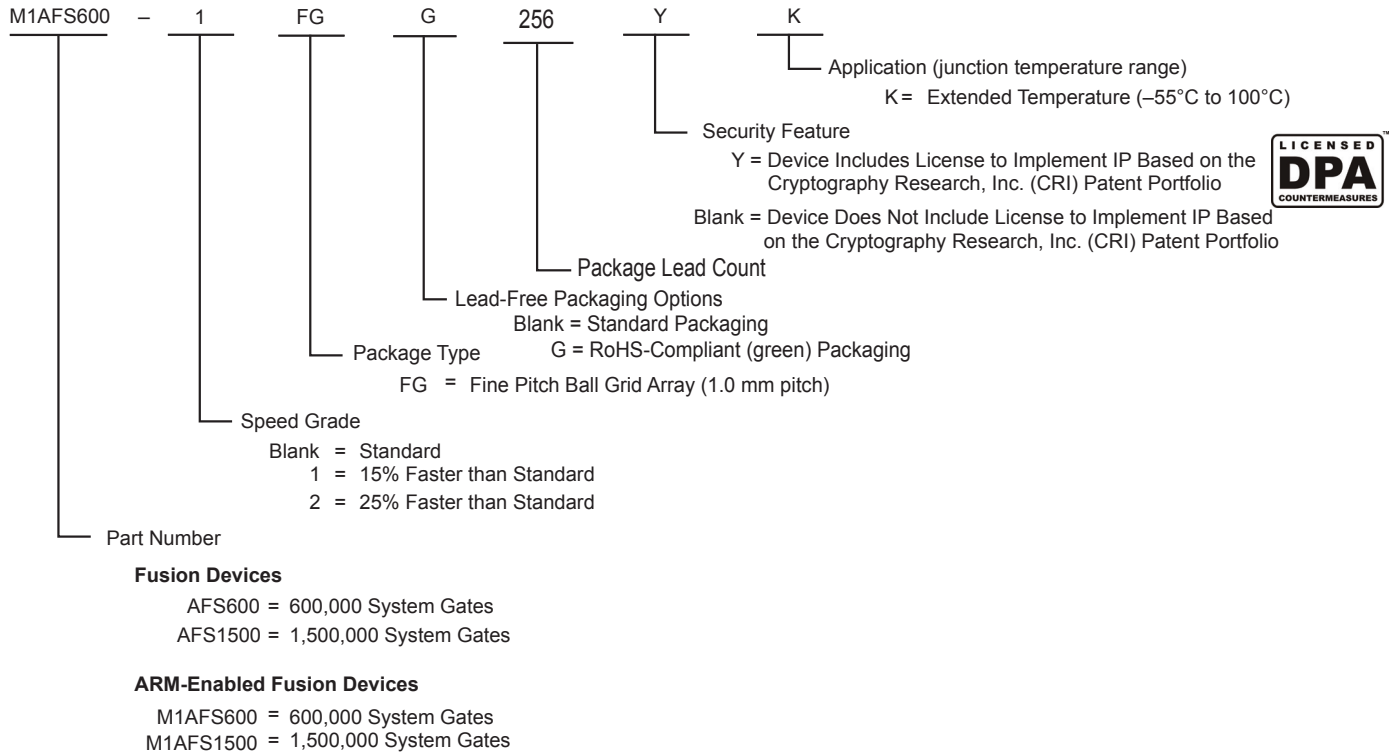 M1AFS600 – 1 FG G 256 Y K
Application (junction temperature range)
K = Extended Temperature (–55°C to 100°C)
Security Feature
Y = Device Includes License to Implement IP Based on the
Cryptography Research, Inc. (CRI) Patent Portfolio
LICENSED
DPA
COUNTERMEASURES
™
Blank = Device Does Not Include License to Implement IP Based
on the Cryptography Research, Inc. (CRI) Patent Portfolio
Package Lead Count
Lead-Free Packaging Options
Blank = Standard Packaging
G = RoHS-Compliant (green) Packaging
Package Type
FG = Fine Pitch Ball Grid Array (1.0 mm pitch)
Speed Grade
Blank = Standard
1 = 15% Faster than Standard
2 = 25% Faster than Standard
Part Number
Fusion Devices
AFS600 = 600,000 System Gates
AFS1500 = 1,500,000 System Gates
ARM-Enabled Fusion Devices
M1AFS600 = 600,000 System Gates
M1AFS1500 = 1,500,000 System Gates